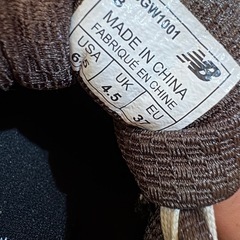 GW1001
MADE IN CHINA
FABRIQUÉ EN CHINE
USA UK EU
4.5 37